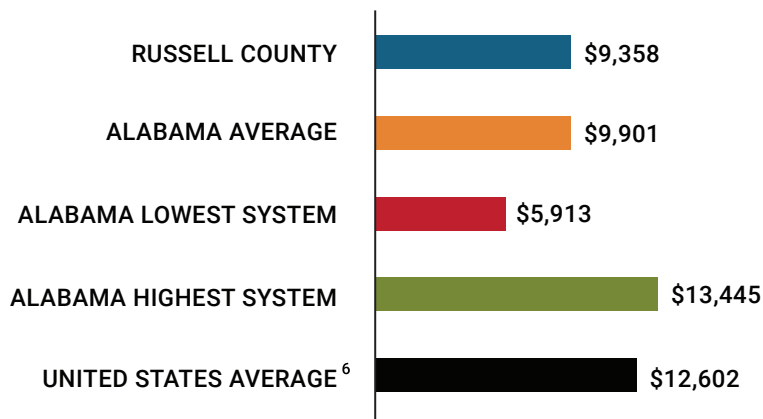 RUSSELL COUNTY $9,358
ALABAMA AVERAGE $9,901
ALABAMA LOWEST SYSTEM $5,913
ALABAMA HIGHEST SYSTEM $13,445
UNITED STATES AVERAGE 6 $12,602